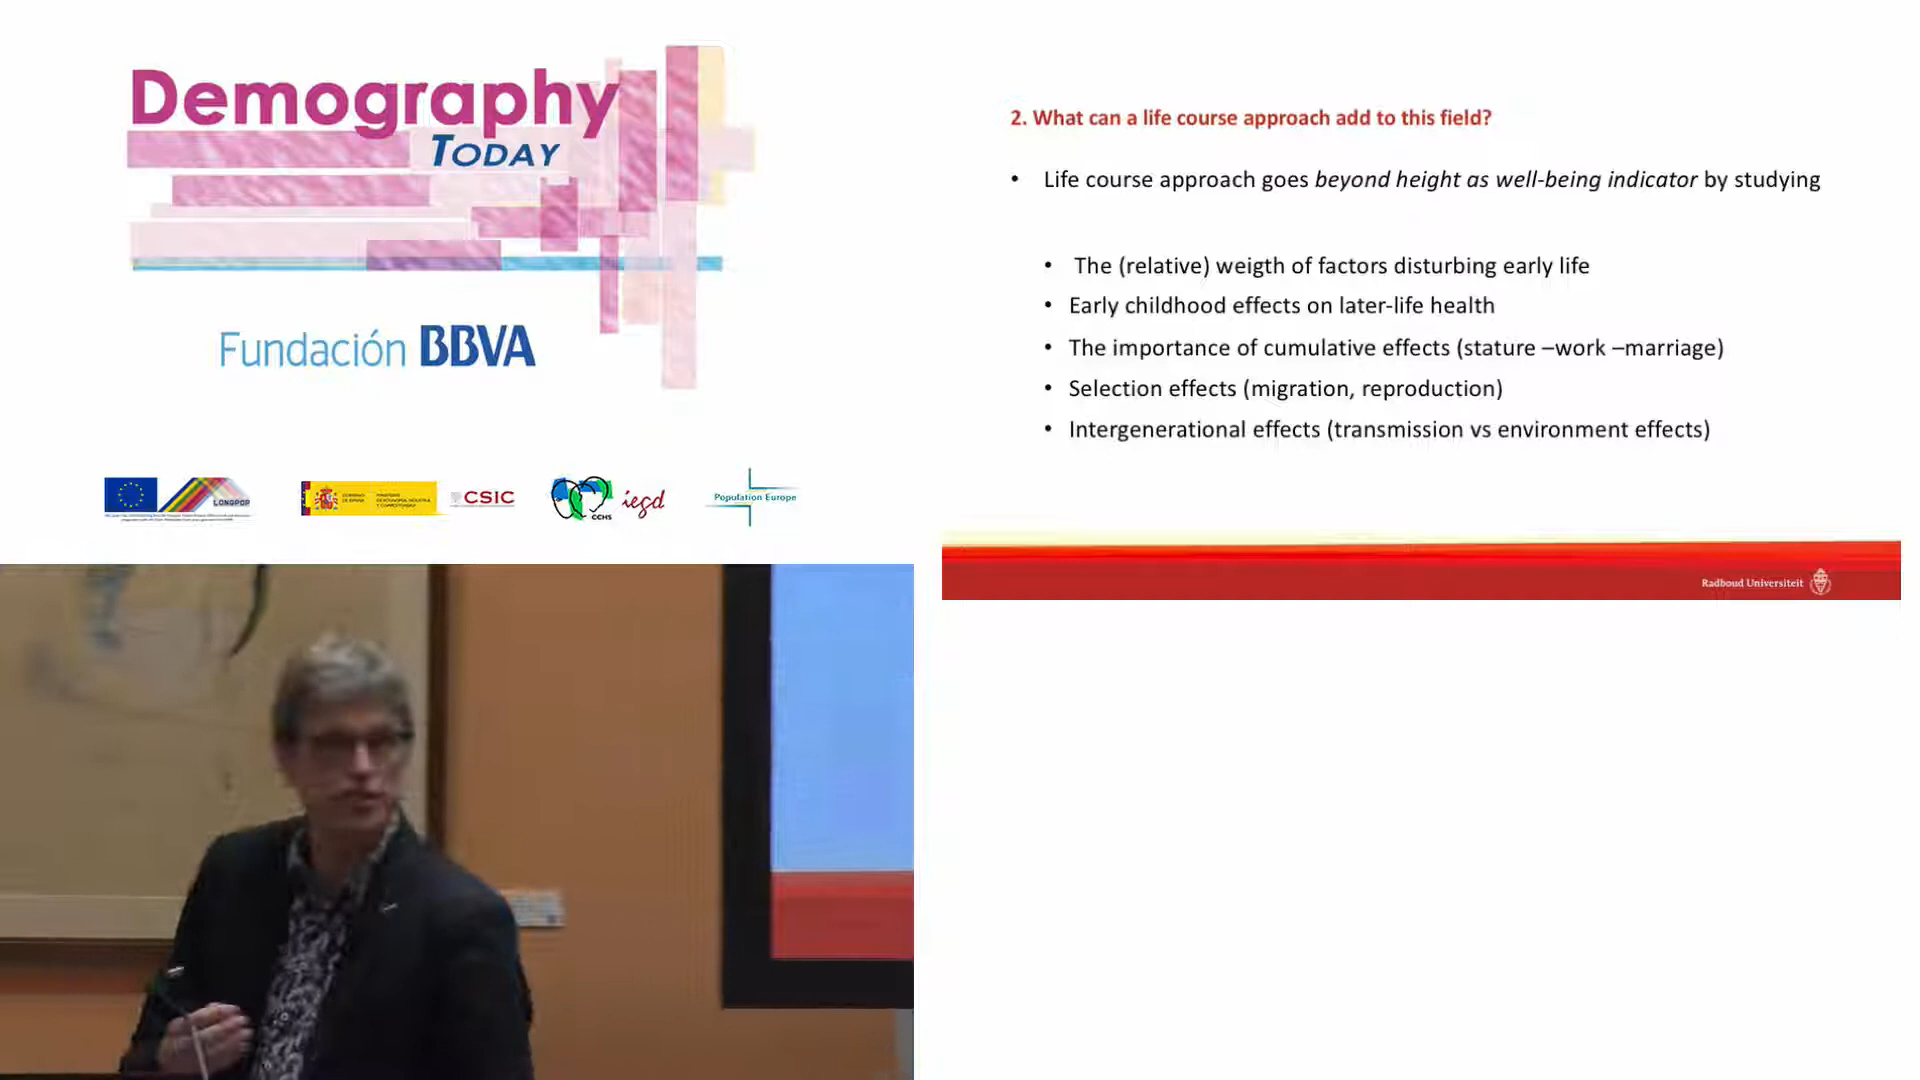 Demography
TODAY
Fundación BBVA
LONGPOP
CSIC
CCHS
iegd
Population Europe
2. What can a life course approach add to this field?
• Life course approach goes beyond height as well-being indicator by studying
• The (relative) weigth of factors disturbing early life
• Early childhood effects on later-life health
• The importance of cumulative effects (stature –work –marriage)
• Selection effects (migration, reproduction)
• Intergenerational effects (transmission vs environment effects)
Radboud Universiteit